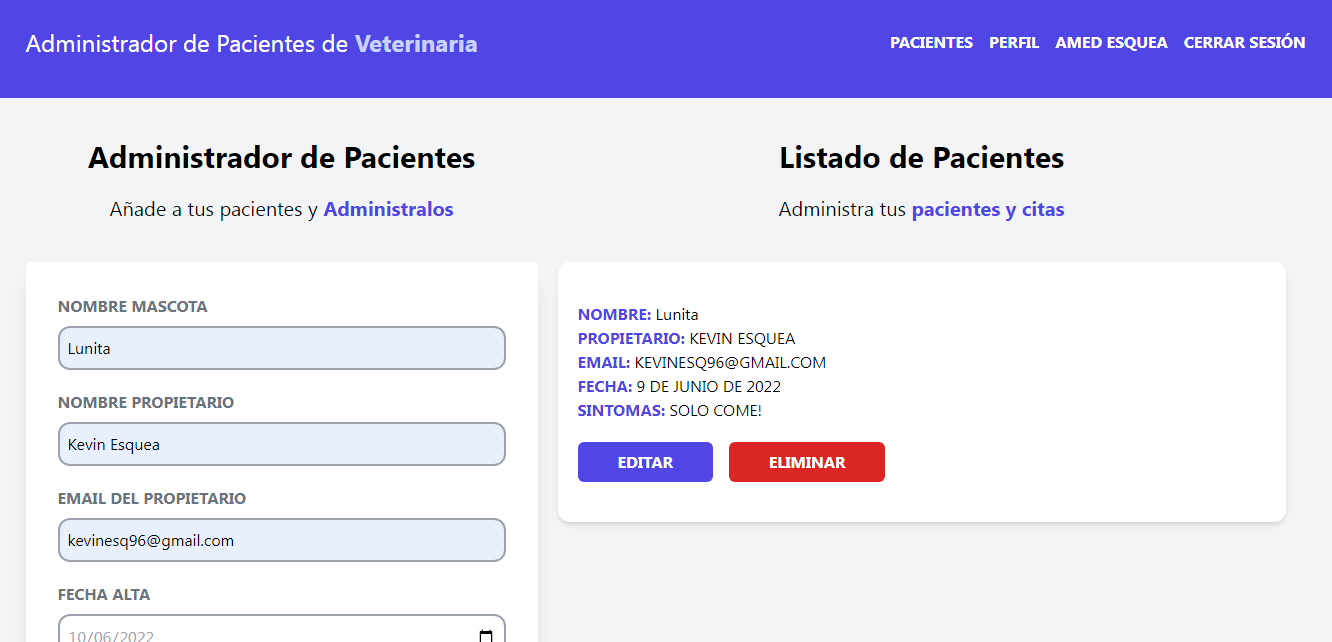 Administrador de Pacientes de Veterinaria
PACIENTES PERFIL AMED ESQUEA CERRAR SESIÓN
Administrador de Pacientes
Añade a tus pacientes y Administralos
NOMBRE MASCOTA
Lunita
NOMBRE PROPIETARIO
Kevin Esquea
EMAIL DEL PROPIETARIO
kevinesq96@gmail.com
FECHA ALTA
10/06/2022
Listado de Pacientes
Administra tus pacientes y citas
NOMBRE: Lunita
PROPIETARIO: KEVIN ESQUEA
EMAIL: KEVINESQ96@GMAIL.COM
FECHA: 9 DE JUNIO DE 2022
SINTOMAS: SOLO COME!
EDITAR ELIMINAR